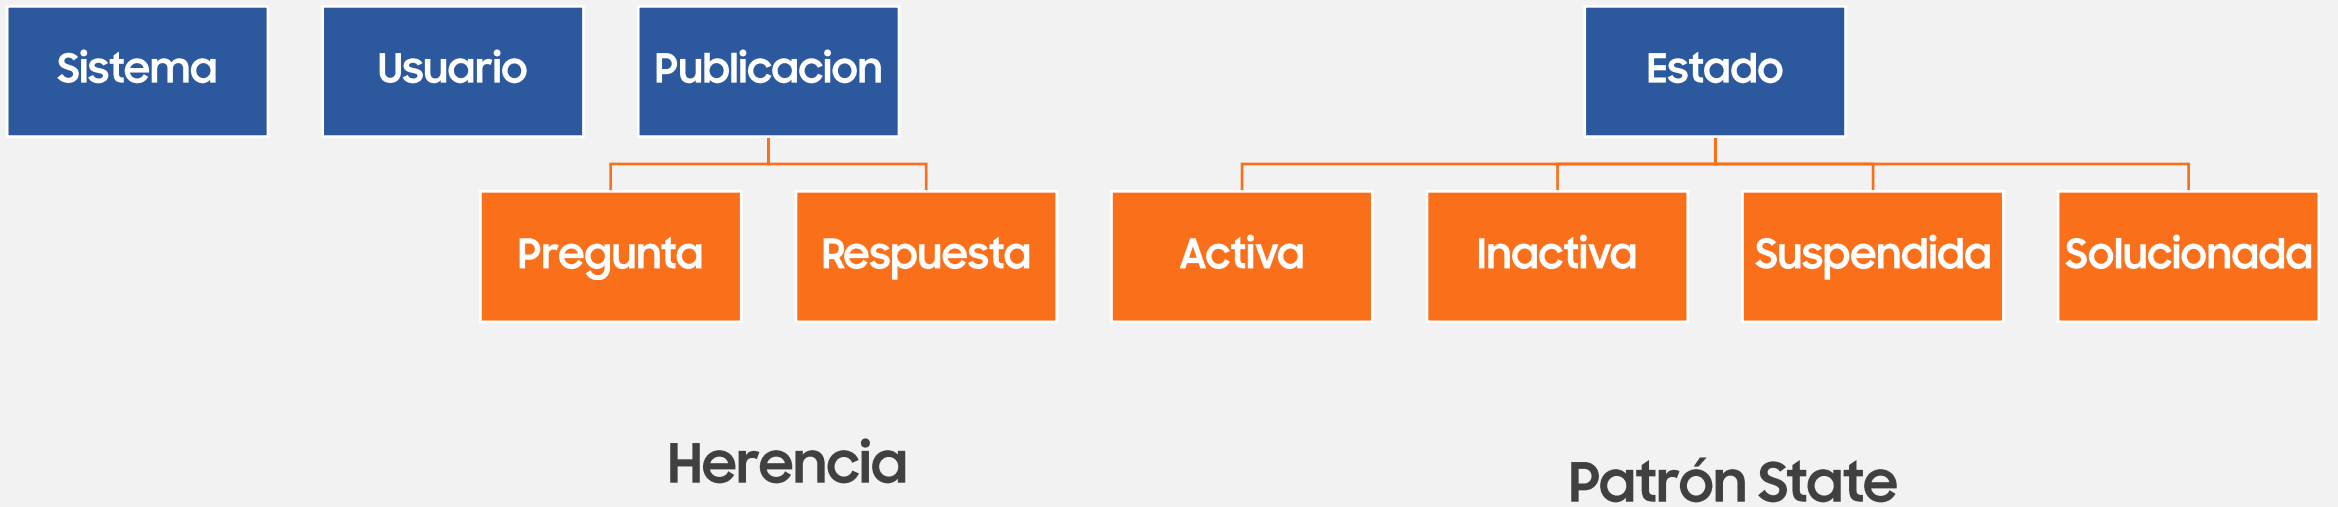 Sistema
Usuario
Publicacion
Estado
Pregunta
Respuesta
Activa
Inactiva
Suspendida
Solucionada
Herencia
Patrón State